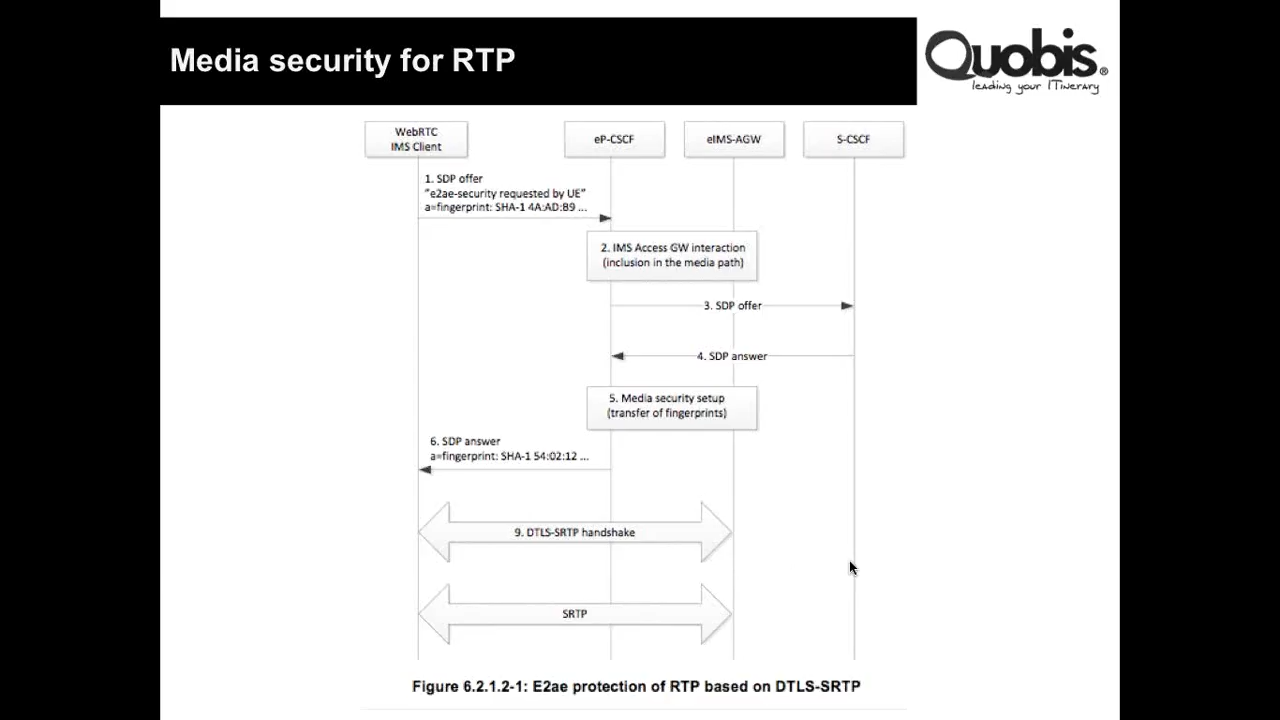 Media security for RTP
Quobis®
leading your ITinerary
WebRTC
IMS Client
eP-CSCF
eIMS-AGW
S-CSCF
1. SDP offer
"e2ae-security requested by UE"
a=fingerprint: SHA-1 4A:AD:B9 ...
2. IMS Access GW interaction
(inclusion in the media path)
3. SDP offer
4. SDP answer
5. Media security setup
(transfer of fingerprints)
6. SDP answer
a=fingerprint: SHA-1 54:02:12 ...
9. DTLS-SRTP handshake
SRTP
Figure 6.2.1.2-1: E2ae protection of RTP based on DTLS-SRTP